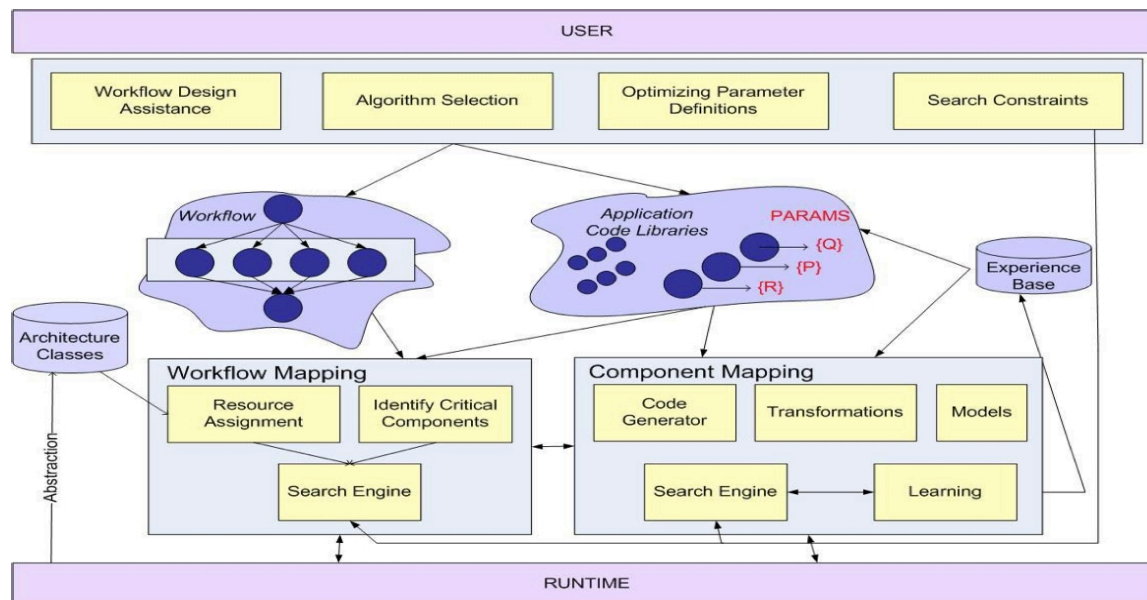 USER
Workflow Design
Assistance
Algorithm Selection
Optimizing Parameter
Definitions
Search Constraints
Workflow
Application
Code Libraries
PARAMS
{Q}
{P}
{R}
Experience
Base
Architecture
Classes
Abstraction
Workflow Mapping
Resource
Assignment
Identify Critical
Components
Search Engine
Component Mapping
Code
Generator
Transformations
Models
Search Engine
Learning
RUNTIME